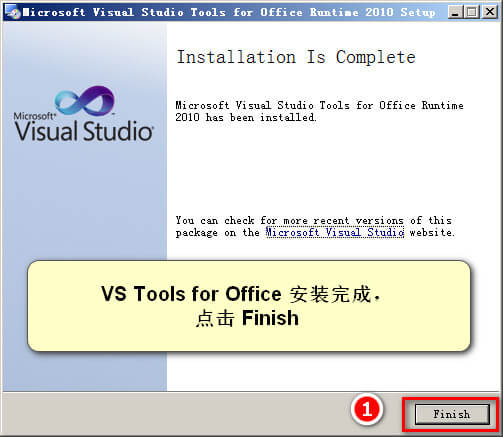 Microsoft Visual Studio Tools for Office Runtime 2010 Setup
Installation Is Complete
Microsoft®
Visual Studio®
Microsoft Visual Studio Tools for Office Runtime
2010 has been installed.
You can check for more recent versions of this
package on the Microsoft Visual Studio website.
VS Tools for Office 安装完成，
点击 Finish
1
Finish